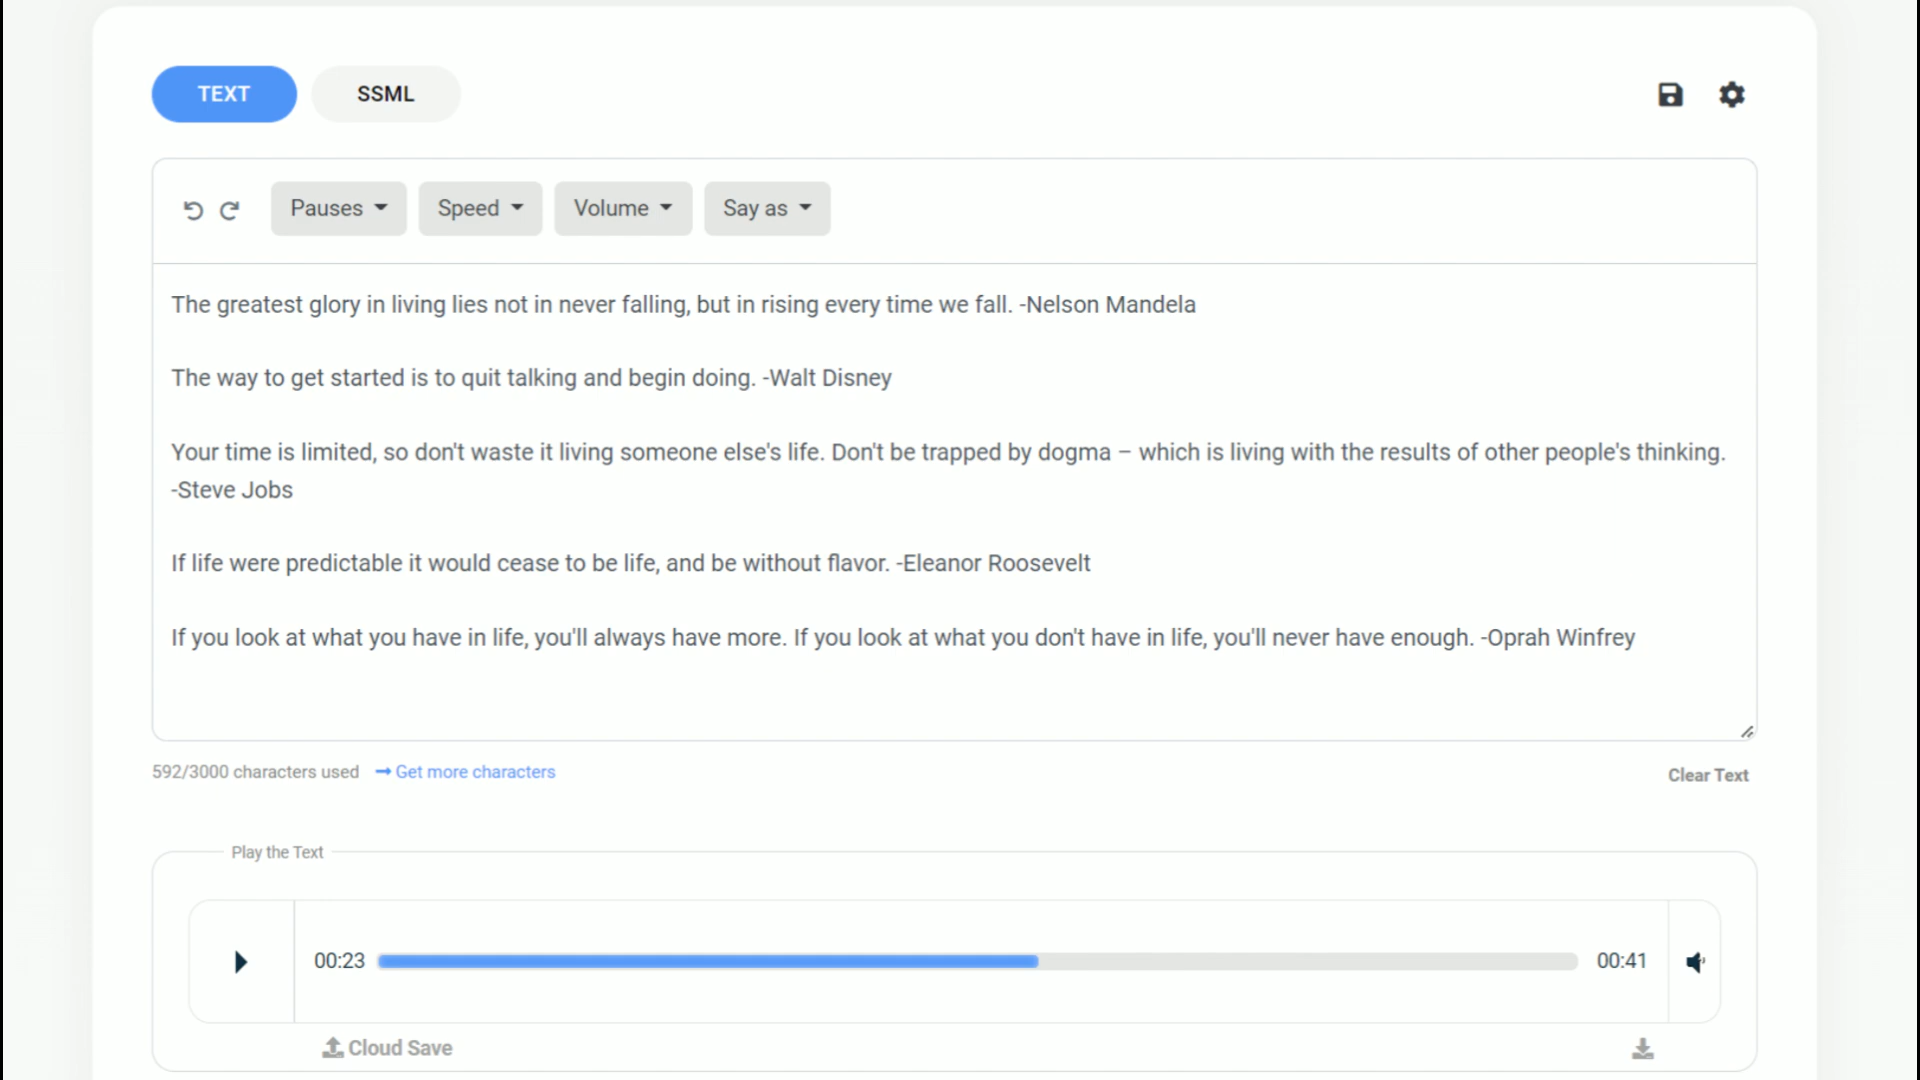 TEXT
SSML
Pauses
Speed
Volume
Say as
The greatest glory in living lies not in never falling, but in rising every time we fall. -Nelson Mandela
The way to get started is to quit talking and begin doing. -Walt Disney
Your time is limited, so don't waste it living someone else's life. Don't be trapped by dogma – which is living with the results of other people's thinking.
-Steve Jobs
If life were predictable it would cease to be life, and be without flavor. -Eleanor Roosevelt
If you look at what you have in life, you'll always have more. If you look at what you don't have in life, you'll never have enough. -Oprah Winfrey
592/3000 characters used
Get more characters
Clear Text
Play the Text
00:23
00:41
Cloud Save